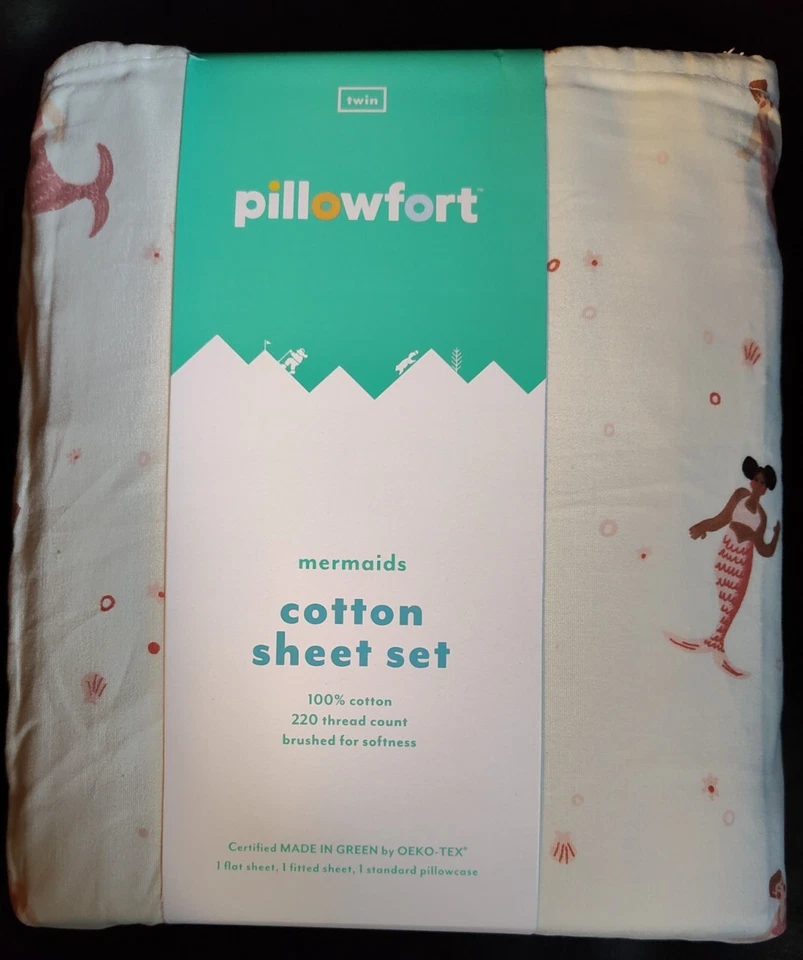 twin
pillowfort™
mermaids
cotton
sheet set
100% cotton
220 thread count
brushed for softness
Certified MADE IN GREEN by OEKO-TEX®
1 flat sheet, 1 fitted sheet, 1 standard pillowcase